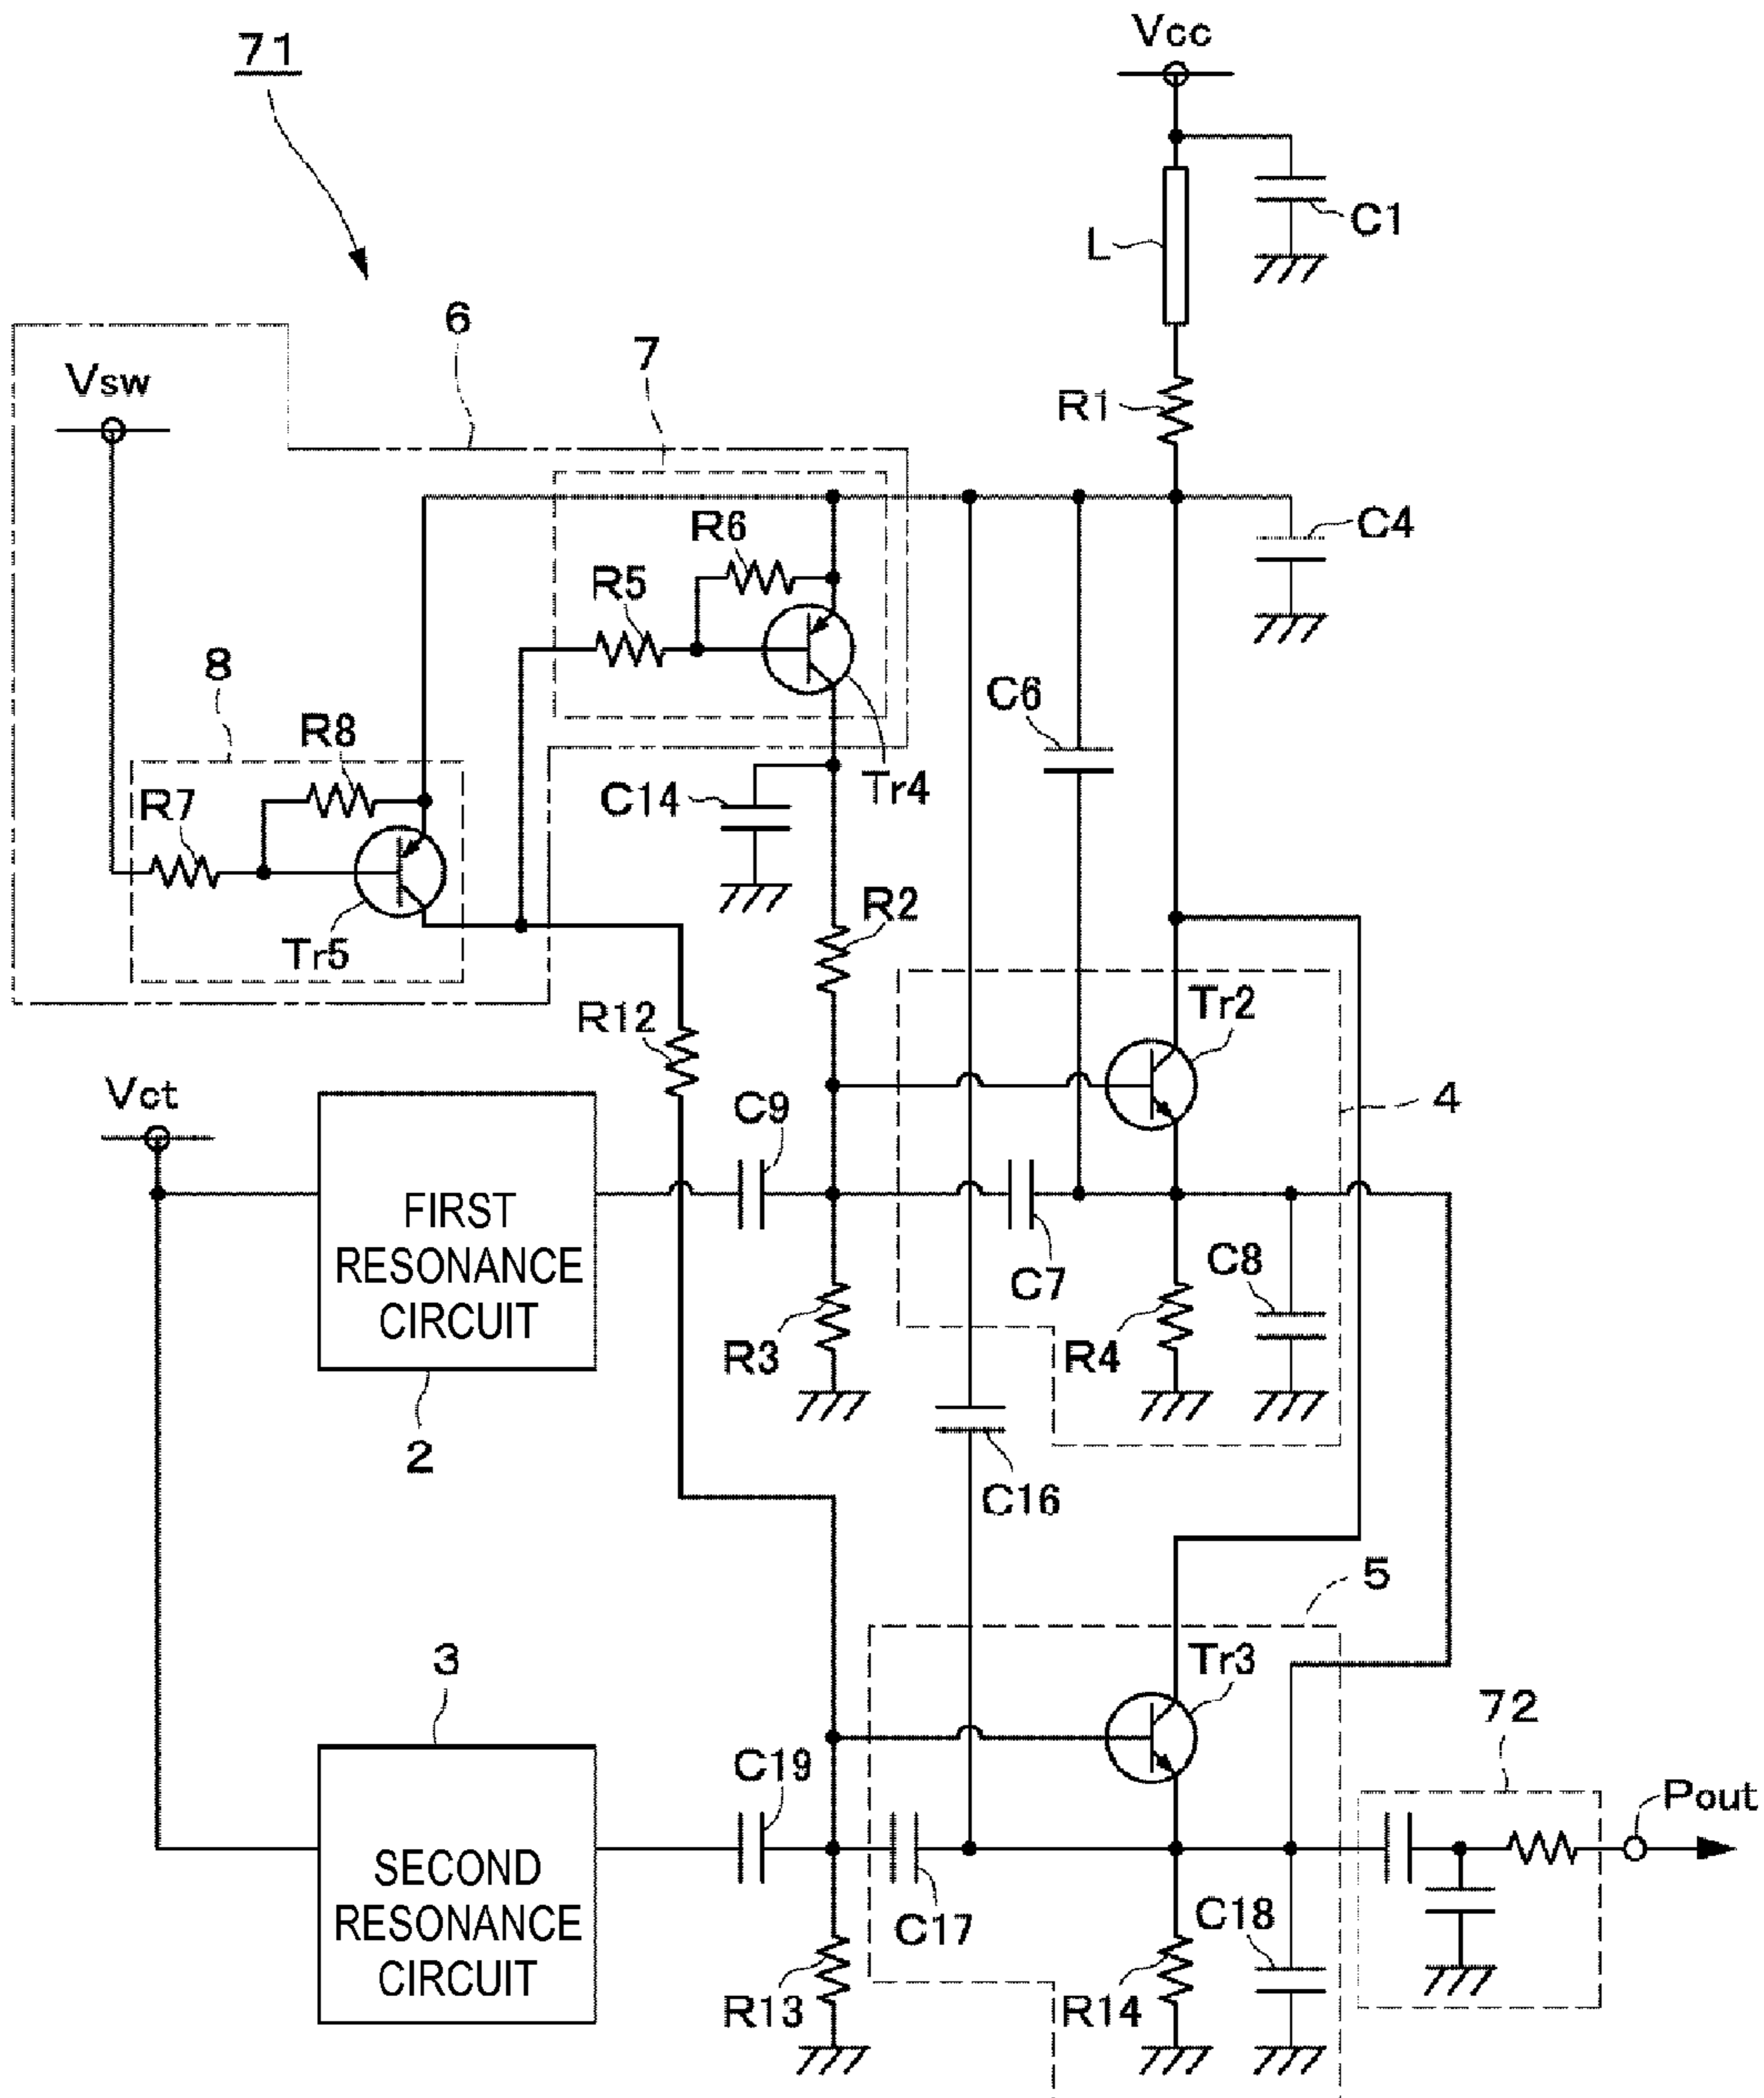 71
Vcc
C1
L
6
7
Vsw
R1
R6
C4
R5
8
C6
R8
Tr4
R7
C14
R2
Tr5
Tr2
R12
Vct
C9
4
FIRST
RESONANCE
CIRCUIT
C8
C7
R3
R4
2
C16
5
3
Tr3
72
C19
Pout
SECOND
RESONANCE
CIRCUIT
C17
C18
R13
R14